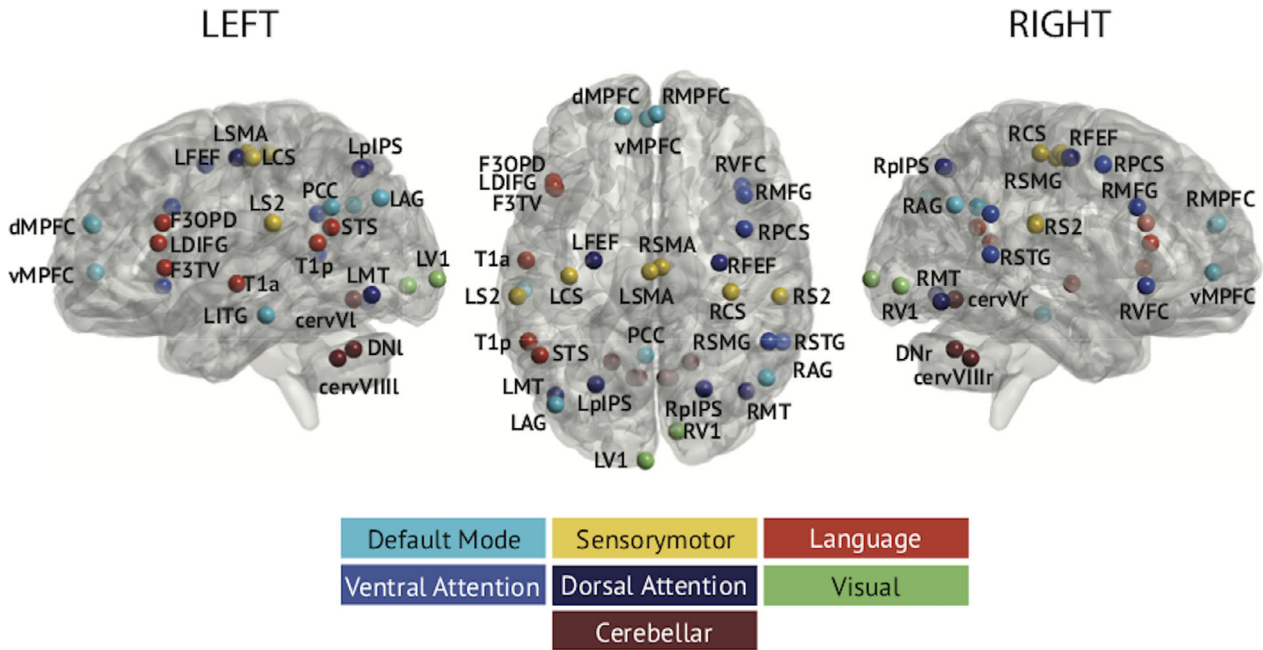 LEFT
RIGHT
LSMA
LFEF
LCS
LpIPS
PCC
LAG
LS2
dMPFC
F3OPD
STS
LDIFG
vMPFC
F3TV
T1p
T1a
LMT
LV1
LITG
cervVl
DNl
cervVIIIl
dMPFC
RMPFC
vMPFC
F3OPD
LDIFG
F3TV
RVFC
RMFG
RPCS
LFEF
RSMA
T1a
RFEF
LS2
LCS
LSMA
RCS
RS2
T1p
STS
PCC
RSMG
RSTG
RAG
LMT
LpIPS
RpIPS
RMT
LAG
RV1
LV1
RCS
RFEF
RpIPS
RPCS
RSMG
RMFG
RMPFC
RAG
RS2
RSTG
RMT
cervVr
vMPFC
RV1
RVFC
DNr
cervVIIIr
Default Mode
Sensorymotor
Language
Ventral Attention
Dorsal Attention
Visual
Cerebellar